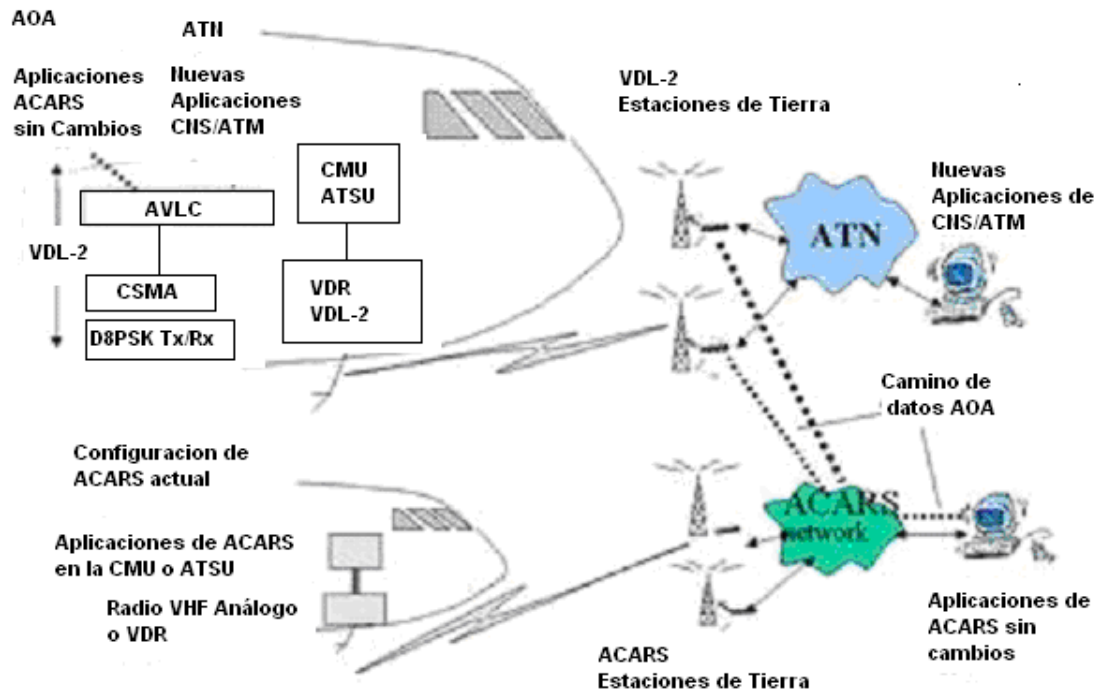 AOA
ATN
Aplicaciones
ACARS
sin Cambios
Nuevas
Aplicaciones
CNS/ATM
VDL-2
AVLC
CSMA
D8PSK Tx/Rx
CMU
ATSU
VDR
VDL-2
VDL-2
Estaciones de Tierra
ATN
Nuevas
Aplicaciones de
CNS/ATM
Camino de
datos AOA
Configuracion de
ACARS actual
Aplicaciones de ACARS
en la CMU o ATSU
Radio VHF Análogo
o VDR
ACARS
network
ACARS
Estaciones de Tierra
Aplicaciones de
ACARS sin
cambios